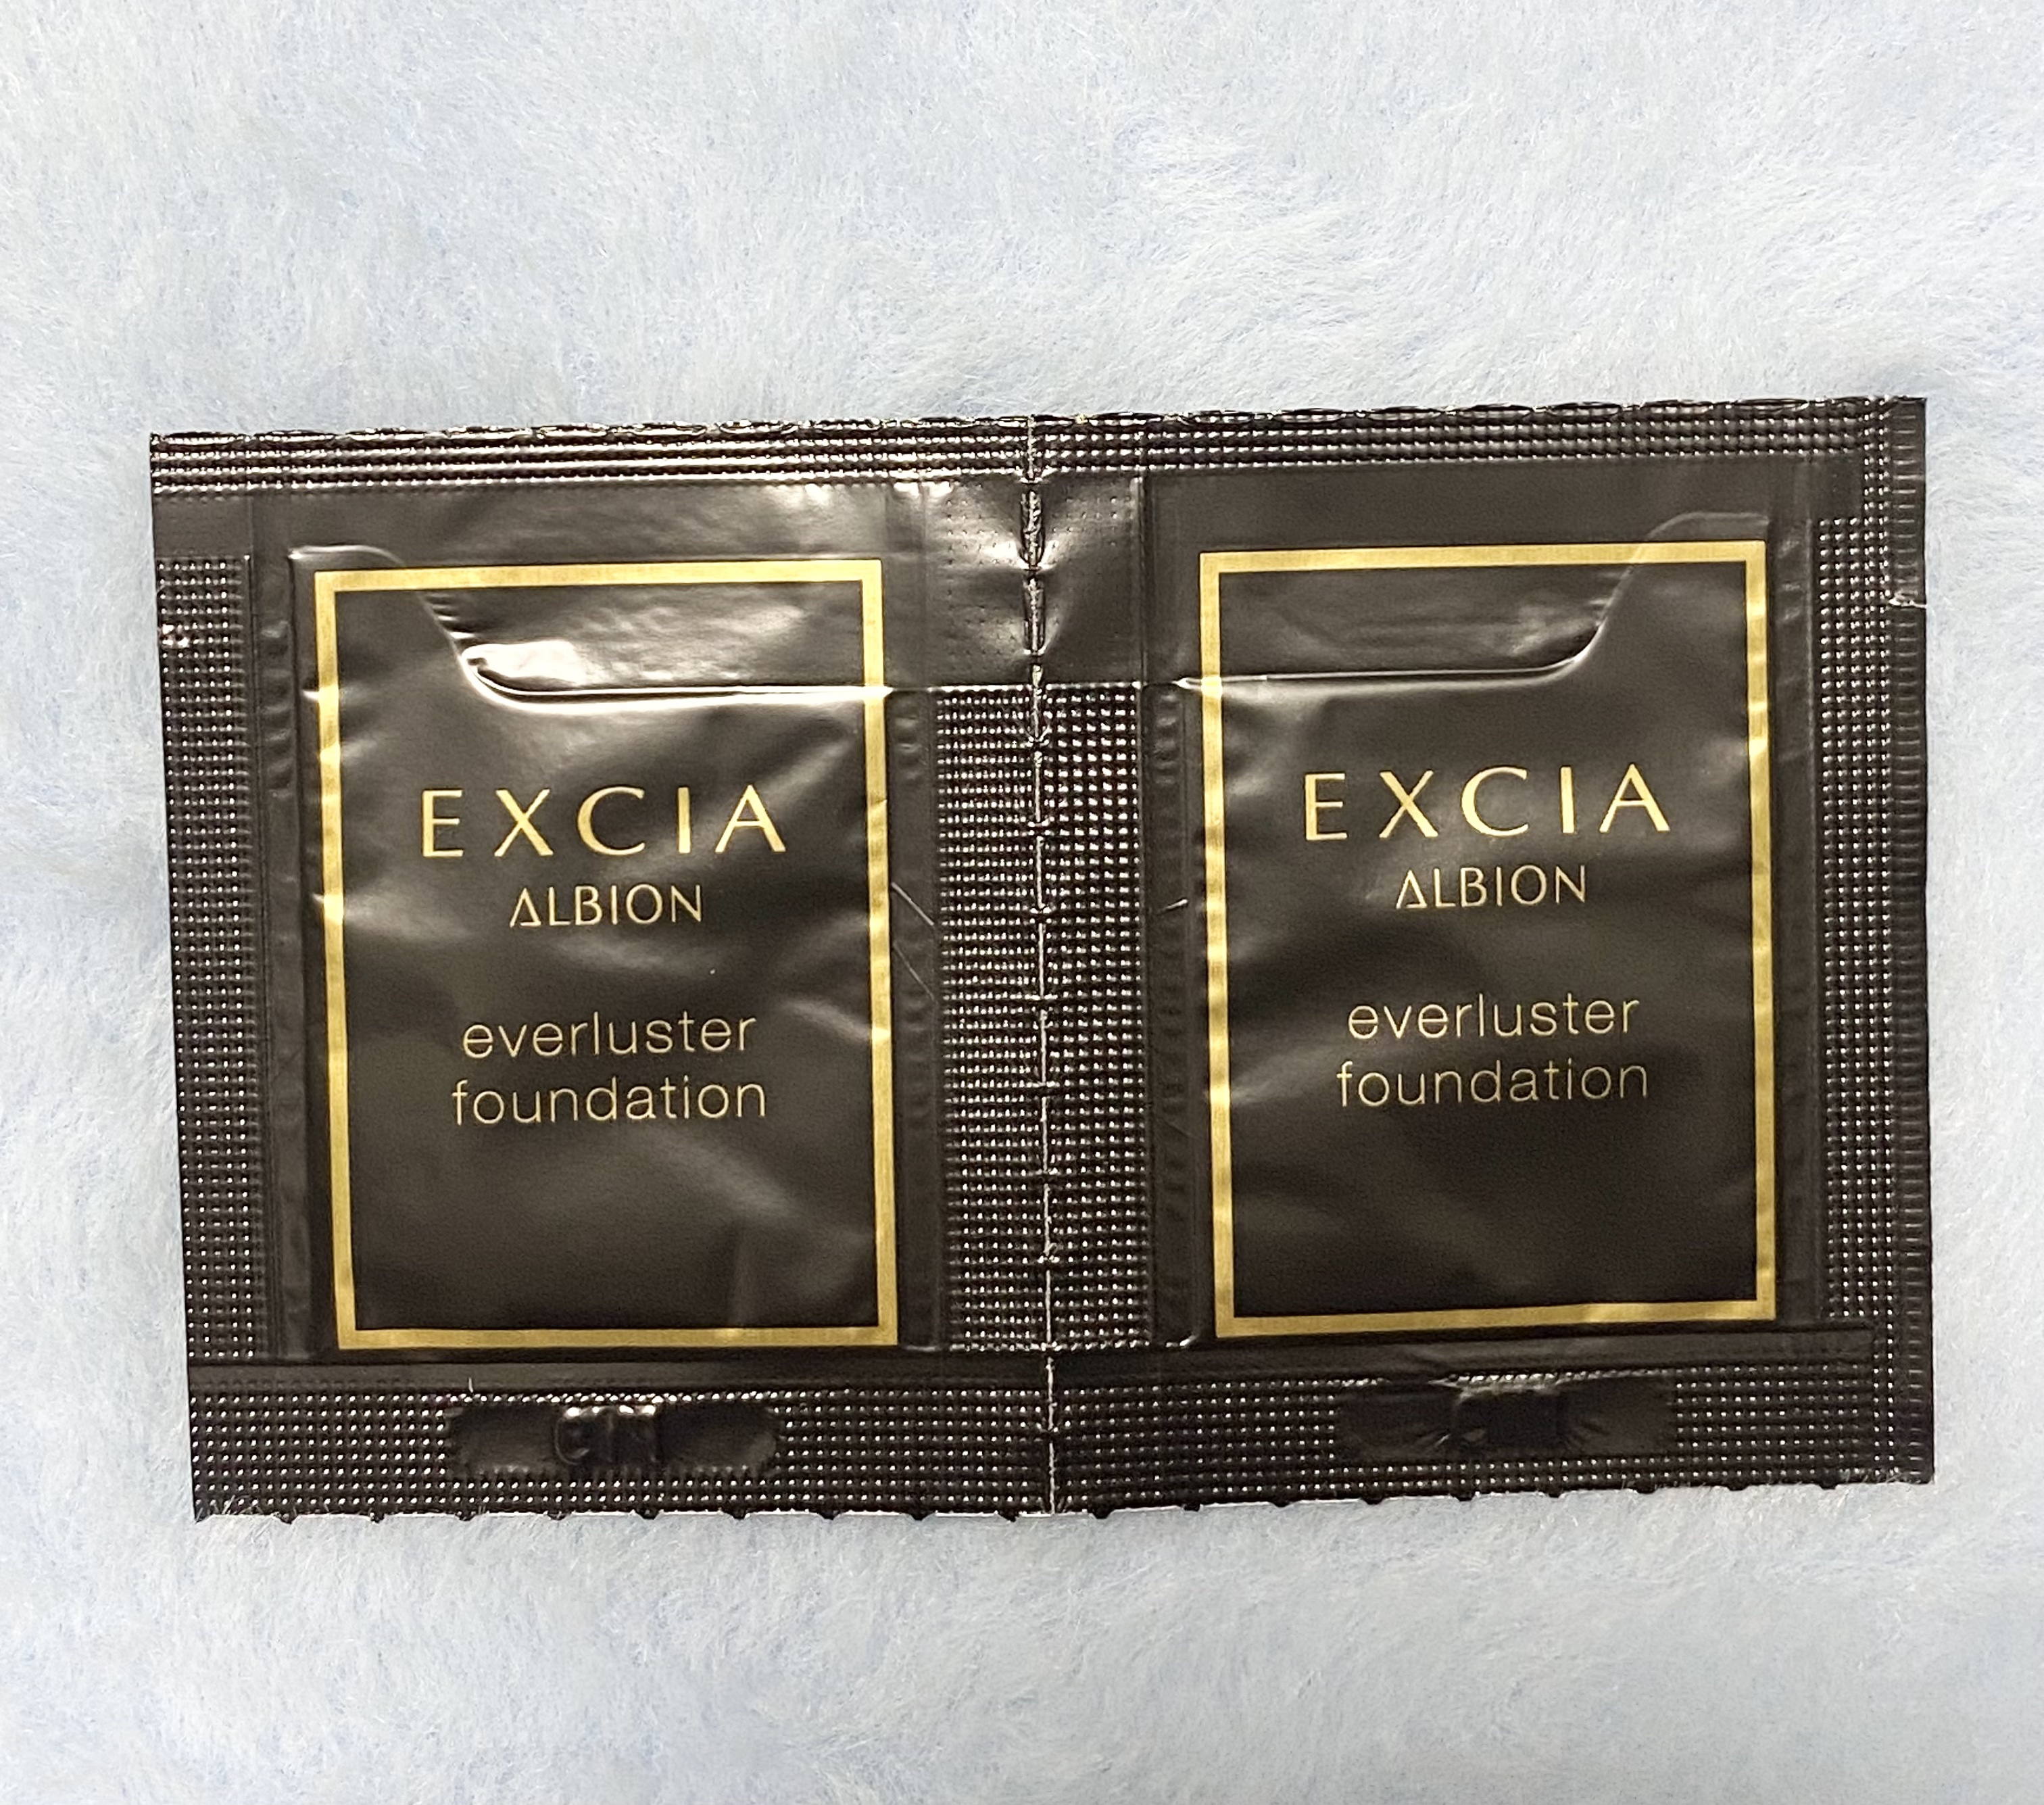 EXCIA
ALBION
everluster
foundation
EXCIA
ALBION
everluster
foundation